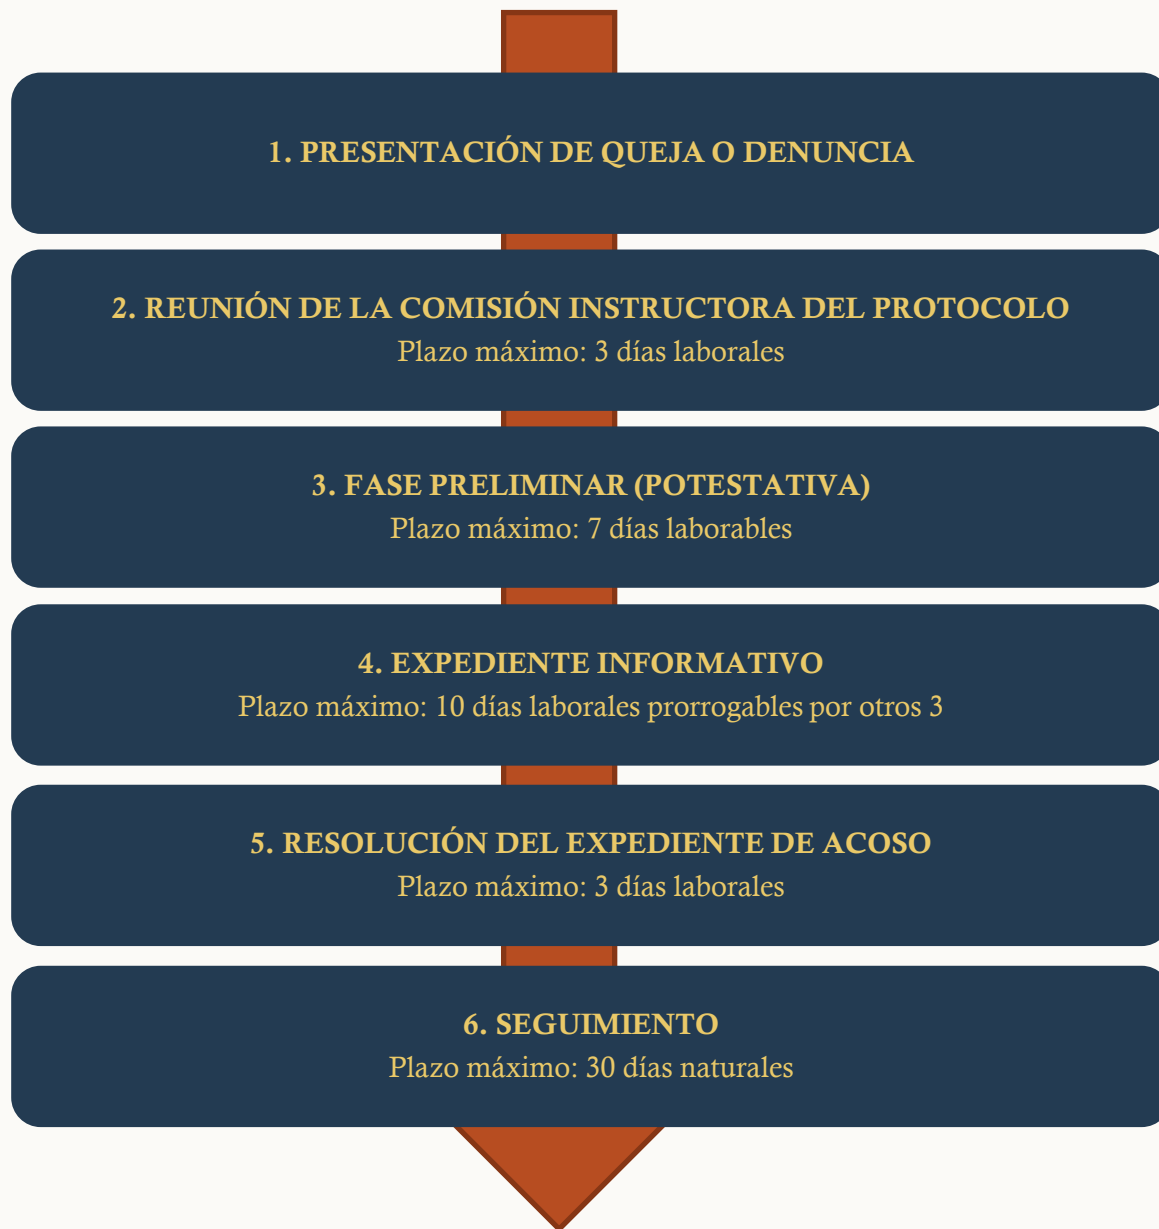 1. PRESENTACIÓN DE QUEJA O DENUNCIA
2. REUNIÓN DE LA COMISIÓN INSTRUCTORA DEL PROTOCOLO
Plazo máximo: 3 días laborales
3. FASE PRELIMINAR (POTESTATIVA)
Plazo máximo: 7 días laborables
4. EXPEDIENTE INFORMATIVO
Plazo máximo: 10 días laborales prorrogables por otros 3
5. RESOLUCIÓN DEL EXPEDIENTE DE ACOSO
Plazo máximo: 3 días laborales
6. SEGUIMIENTO
Plazo máximo: 30 días naturales